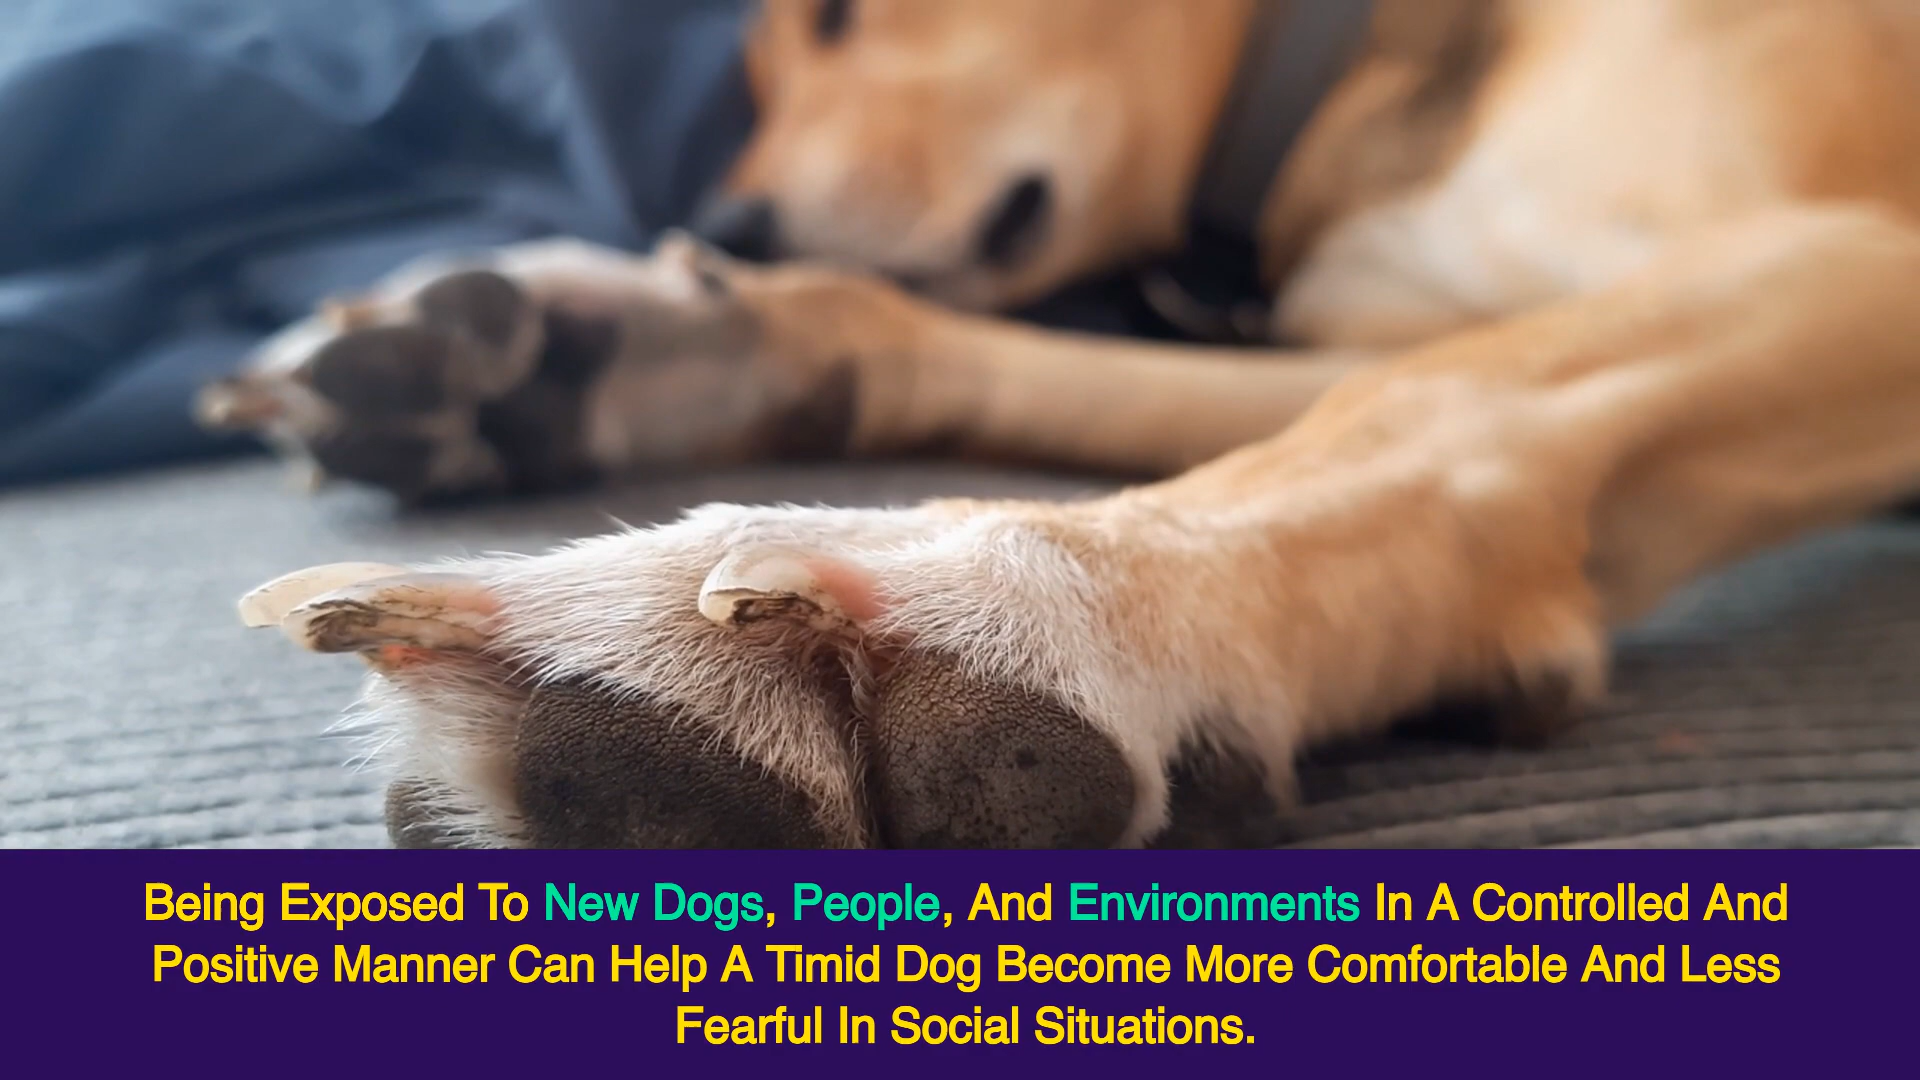 Being Exposed To New Dogs, People, And Environments In A Controlled And
Positive Manner Can Help A Timid Dog Become More Comfortable And Less
Fearful In Social Situations.